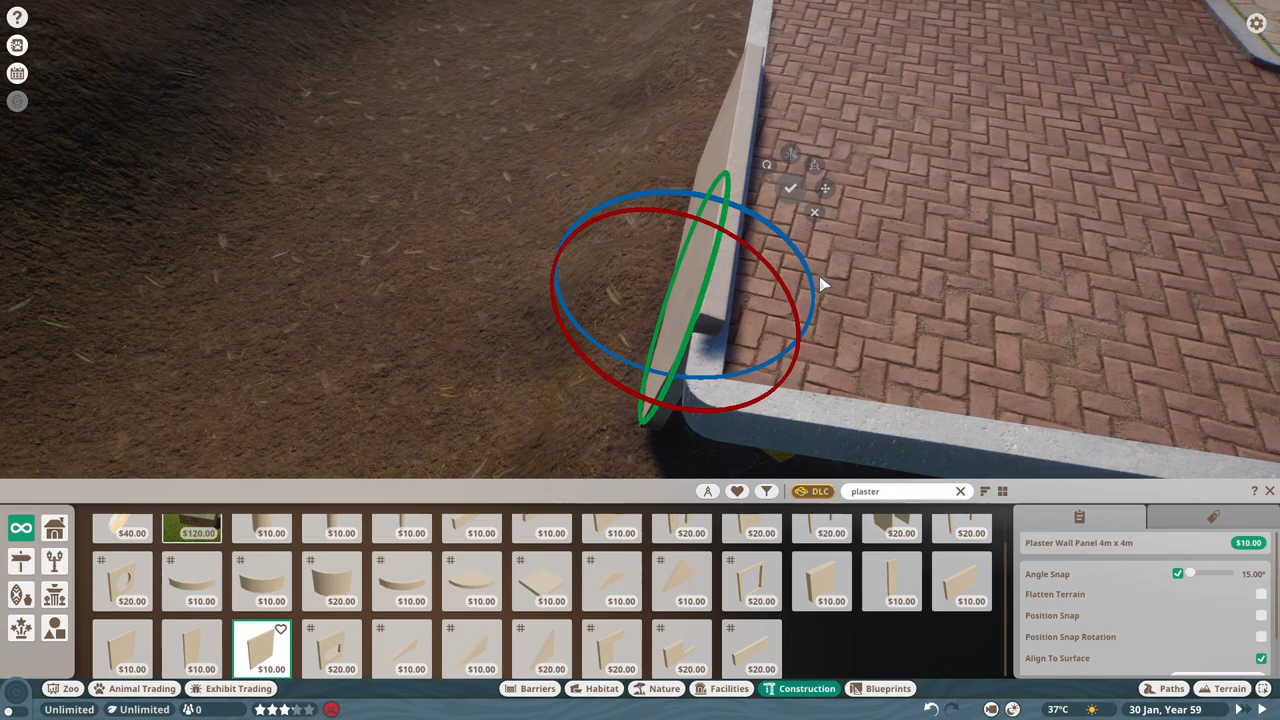 ?
DLC
plaster
?
$40.00
$120.00
$10.00
$10.00
$10.00
$10.00
$10.00
$10.00
$20.00
$20.00
$20.00
$20.00
$20.00
$20.00
$10.00
$10.00
$10.00
$10.00
$10.00
$10.00
$10.00
$10.00
$20.00
$10.00
$10.00
$10.00
$10.00
$10.00
$10.00
$20.00
$10.00
$10.00
$20.00
$20.00
$20.00
$20.00
Plaster Wall Panel 4m x 4m
$10.00
Angle Snap
15.00°
Flatten Terrain
Position Snap
Position Snap Rotation
Align To Surface
Zoo
Animal Trading
Exhibit Trading
Barriers
Habitat
Nature
Facilities
Construction
Blueprints
Paths
Terrain
Unlimited
Unlimited
0
37°C
30 Jan, Year 59